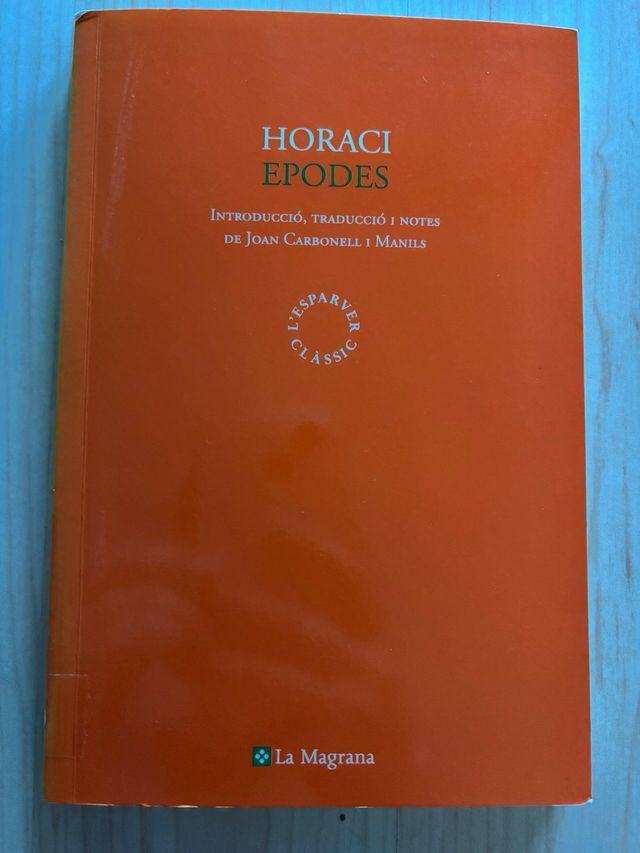 HORACI
EPODES
INTRODUCCIÓ, TRADUCCIÓ I NOTES
DE JOAN CARBONELL I MANILS
L'ESPARVER
CLÀSSIC
La Magrana